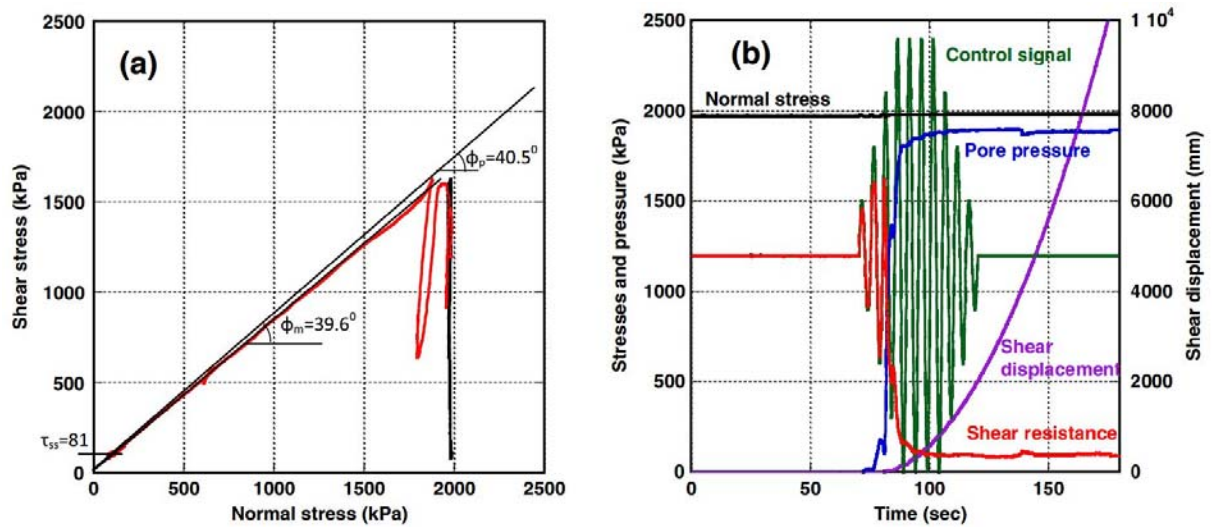 (a)
2500
2000
1500
1000
500
0
Shear stress (kPa)
ϕp=40.5⁰
ϕm=39.6⁰
τss=81
0 500 1000 1500 2000 2500
Normal stress (kPa)
(b)
2500
2000
1500
1000
500
0
Stresses and pressure (kPa)
Control signal
Normal stress
Pore pressure
Shear
displacement
Shear resistance
1 10⁴
8000
6000
4000
2000
0
Shear displacement (mm)
0 50 100 150
Time (sec)